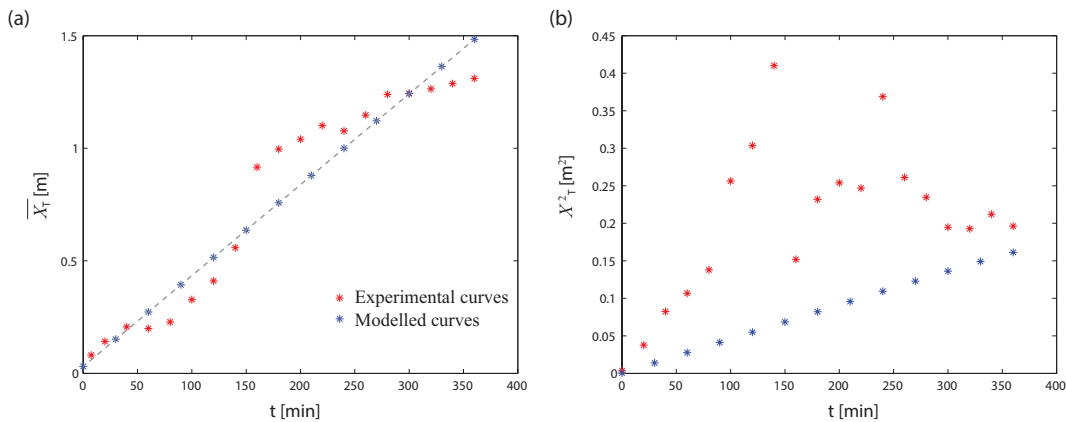 (a)
1.5
1
0.5
0
0 50 100 150 200 250 300 350 400
X̅_T [m]
t [min]
Experimental curves
Modelled curves
(b)
0.45
0.4
0.35
0.3
0.25
0.2
0.15
0.1
0.05
0
0 50 100 150 200 250 300 350 400
X²_T [m²]
t [min]